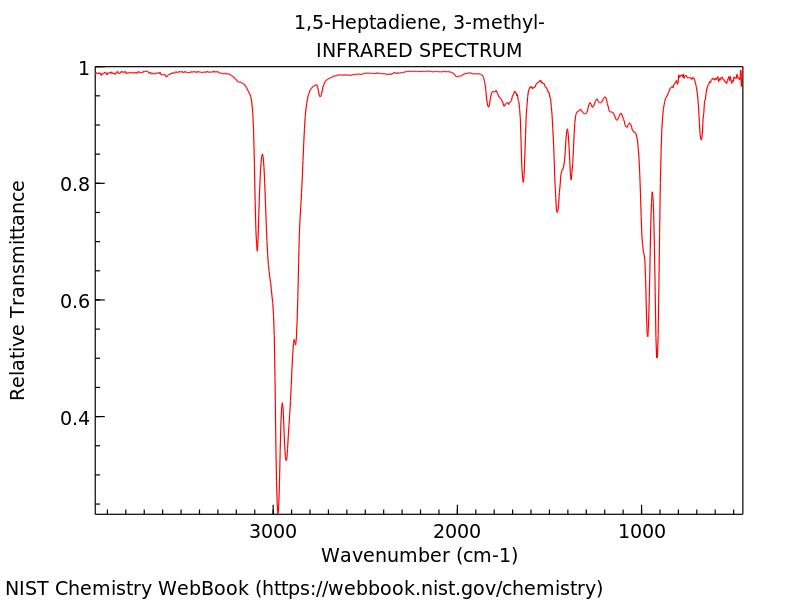 1,5-Heptadiene, 3-methyl-
INFRARED SPECTRUM
1
0.8
0.6
0.4
Relative Transmittance
3000 2000 1000
Wavenumber (cm-1)
NIST Chemistry WebBook (https://webbook.nist.gov/chemistry)